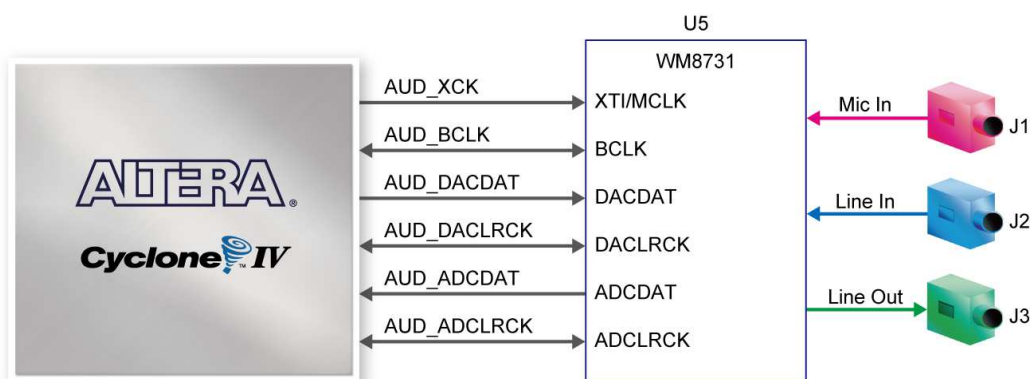 U5
WM8731
AUD_XCK
XTI/MCLK
AUD_BCLK
BCLK
AUD_DACDAT
DACDAT
AUD_DACLRCK
DACLRCK
AUD_ADCDAT
ADCDAT
AUD_ADCLRCK
ADCLRCK
ALTERA.
Cyclone™ IV
Mic In
J1
Line In
J2
Line Out
J3